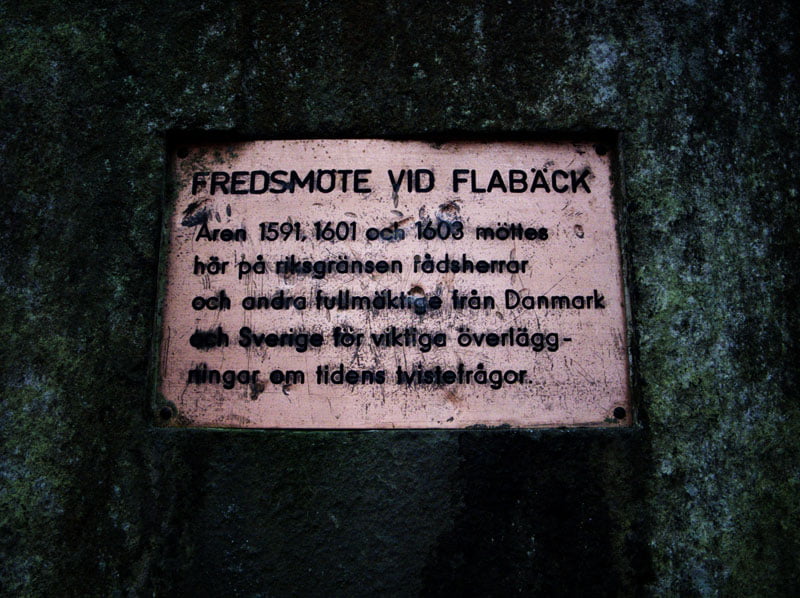 FREDSMÖTE VID FLABÄCK
Åren 1591, 1601 och 1603 möttes
här på riksgränsen rådsherrar
och andra fullmäktige från Danmark
och Sverige för viktiga överlägg-
ningar om tidens tvistefrågor.